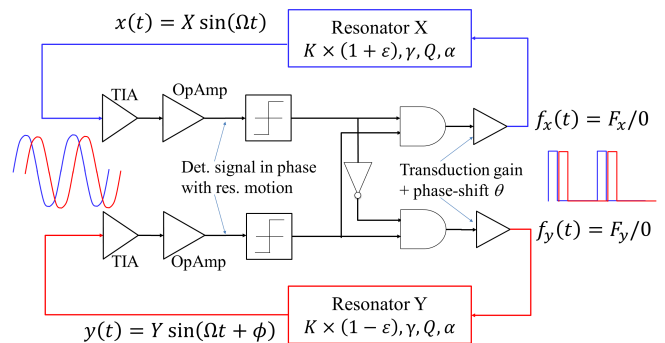 x(t) = X sin(Ωt)
Resonator X
K × (1 + ε), γ, Q, α
TIA
OpAmp
f_x(t) = F_x/0
Det. signal in phase
with res. motion
Transduction gain
+ phase-shift θ
TIA
OpAmp
f_y(t) = F_y/0
Resonator Y
K × (1 − ε), γ, Q, α
y(t) = Y sin(Ωt + ϕ)